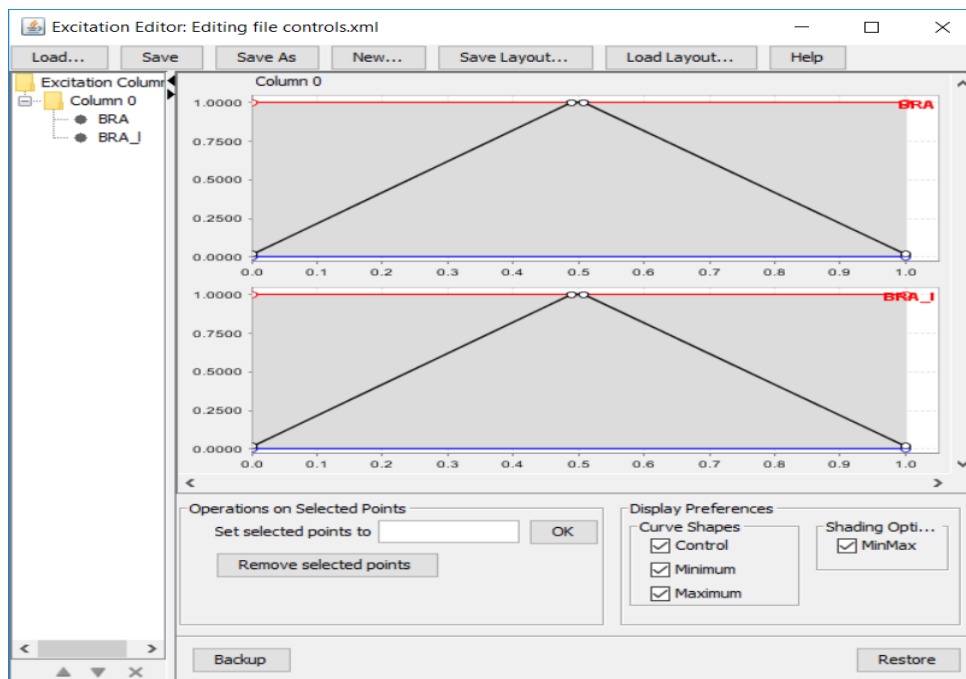 Excitation Editor: Editing file controls.xml
Load... Save Save As New... Save Layout... Load Layout... Help
Excitation Column
Column 0
BRA
BRA_l
Column 0
BRA
1.0000
0.7500
0.5000
0.2500
0.0000
0.0 0.1 0.2 0.3 0.4 0.5 0.6 0.7 0.8 0.9 1.0
BRA_l
1.0000
0.7500
0.5000
0.2500
0.0000
0.0 0.1 0.2 0.3 0.4 0.5 0.6 0.7 0.8 0.9 1.0
Operations on Selected Points
Set selected points to OK
Remove selected points
Display Preferences
Curve Shapes
Control
Minimum
Maximum
Shading Opti...
MinMax
Backup
Restore